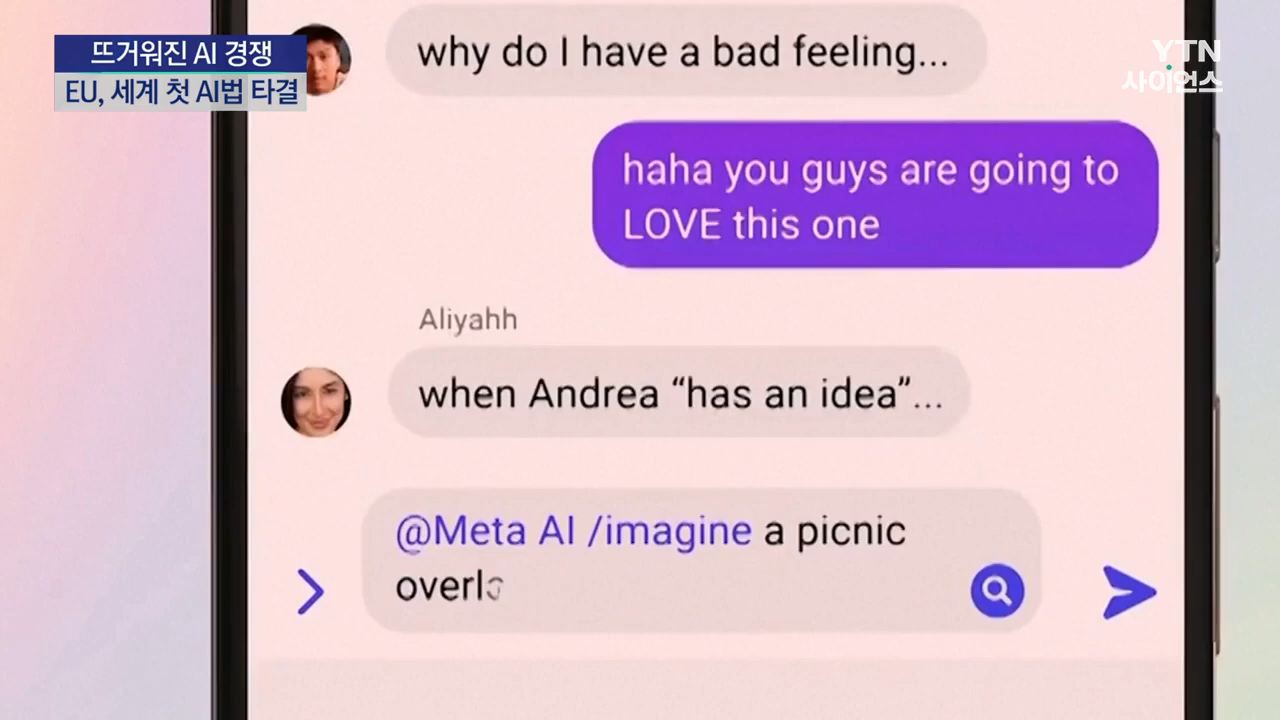 뜨거워진 AI 경쟁
EU, 세계 첫 AI법 타결
YTN
사이언스
why do I have a bad feeling...
haha you guys are going to
LOVE this one
Aliyahh
when Andrea “has an idea”...
@Meta AI /imagine a picnic